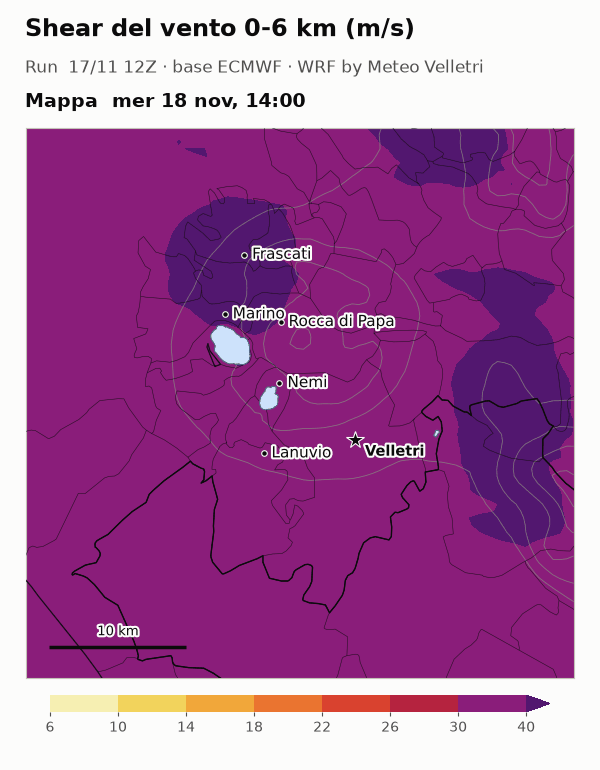 Shear del vento 0-6 km (m/s)
Run  17/11 12Z · base ECMWF · WRF by Meteo Velletri
Mappa  mer 18 nov, 14:00
Frascati
Marino
Rocca di Papa
Nemi
Velletri
Lanuvio
10 km
6 10 14 18 22 26 30 40